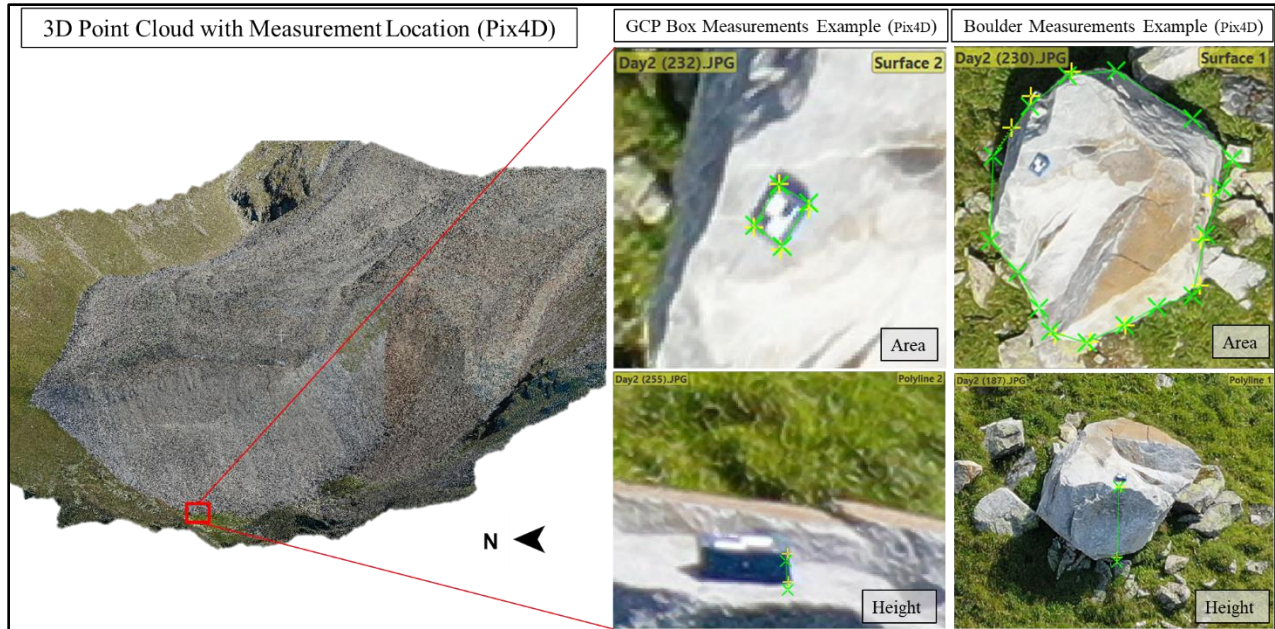 3D Point Cloud with Measurement Location (Pix4D)
GCP Box Measurements Example (Pix4D)
Boulder Measurements Example (Pix4D)
Day2 (232).JPG
Surface 2
Area
Day2 (230).JPG
Surface 1
Area
Day2 (255).JPG
Polyline 2
Height
Day2 (187).JPG
Polyline 1
Height
N